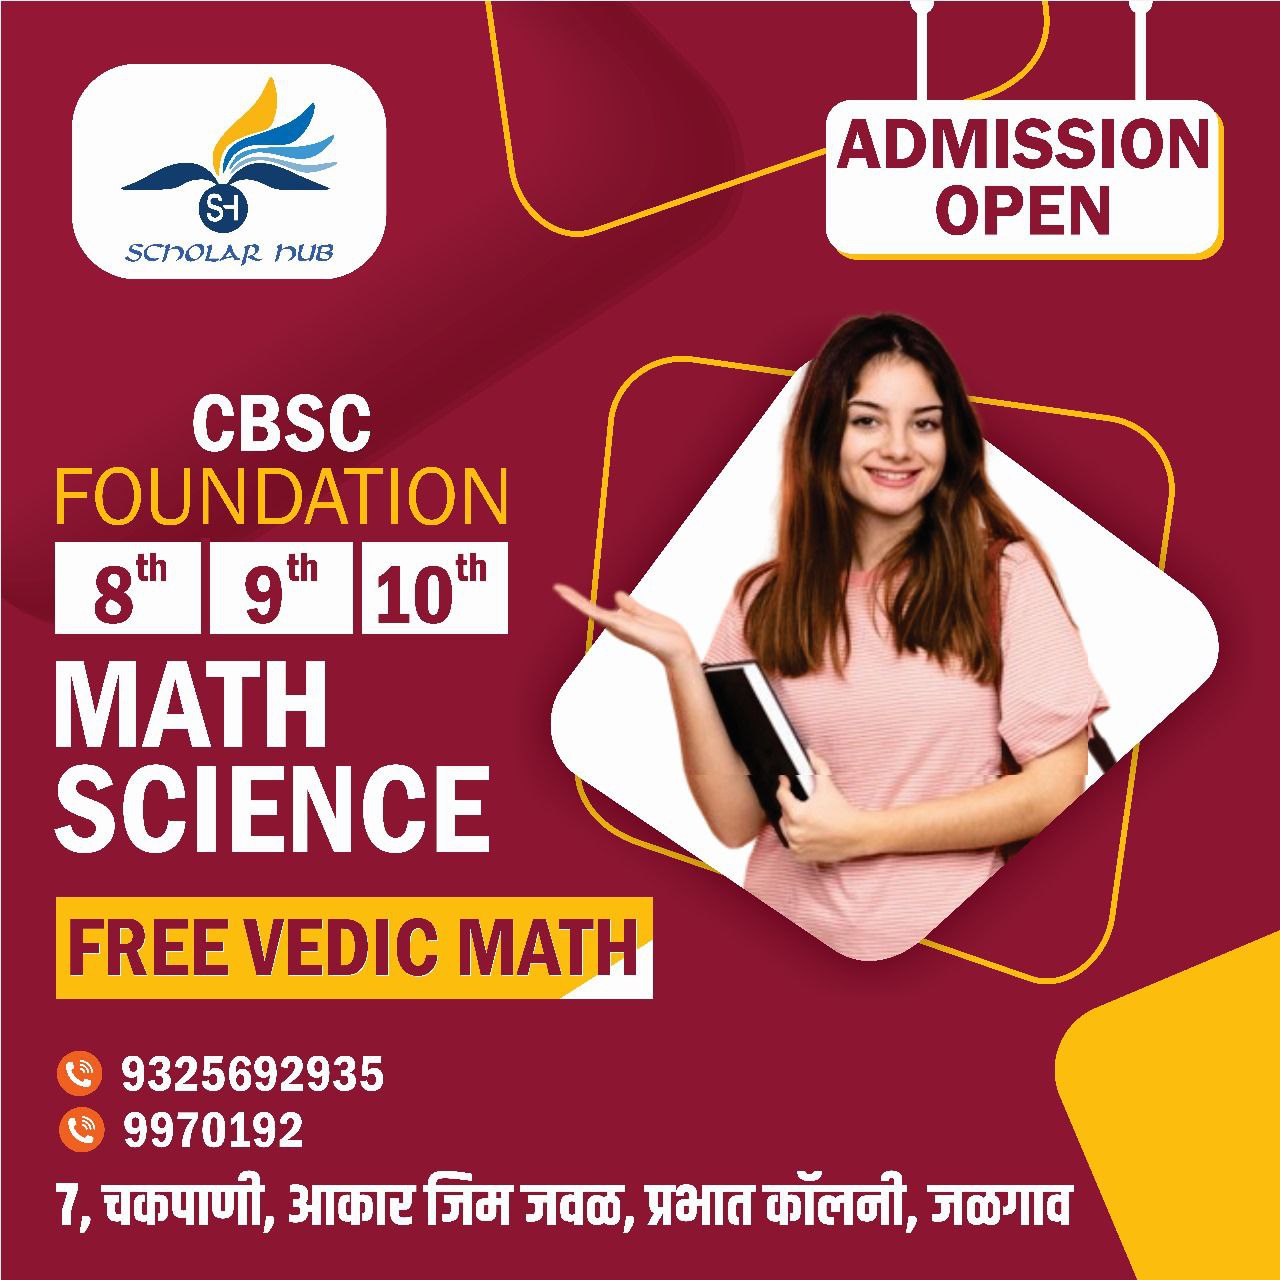 SH
SCHOLAR HUB
ADMISSION
OPEN
CBSC
FOUNDATION
8th 9th 10th
MATH
SCIENCE
FREE VEDIC MATH
9325692935
9970192
7, चकपाणी, आकार जिम जवळ, प्रभात कॉलनी, जळगाव